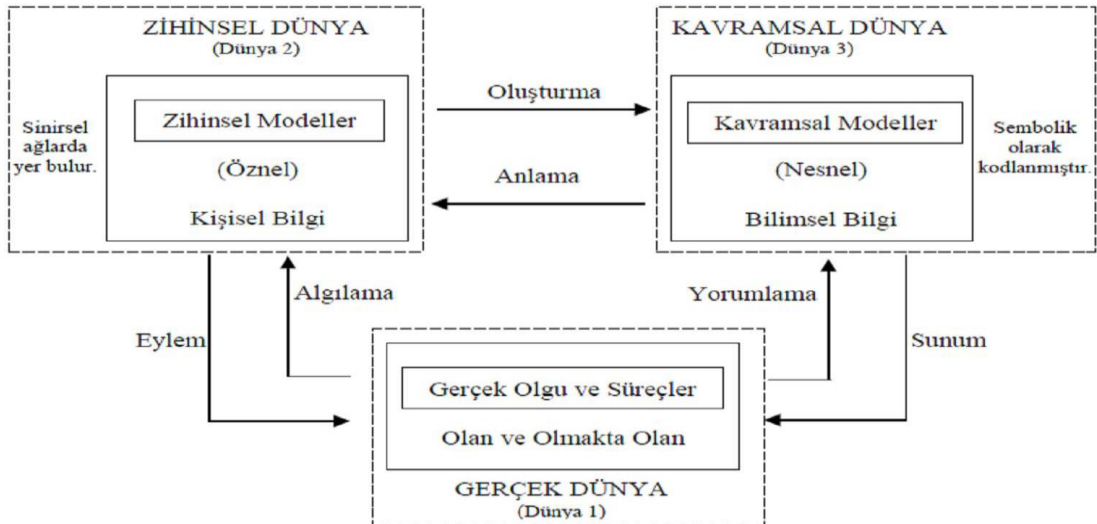 ZİHİNSEL DÜNYA
(Dünya 2)
Zihinsel Modeller
(Öznel)
Kişisel Bilgi
Sinirsel
ağlarda
yer bulur.
Oluşturma
Anlama
KAVRAMSAL DÜNYA
(Dünya 3)
Kavramsal Modeller
(Nesnel)
Bilimsel Bilgi
Sembolik
olarak
kodlanmıştır.
Eylem
Algılama
Yorumlama
Sunum
Gerçek Olgu ve Süreçler
Olan ve Olmakta Olan
GERÇEK DÜNYA
(Dünya 1)